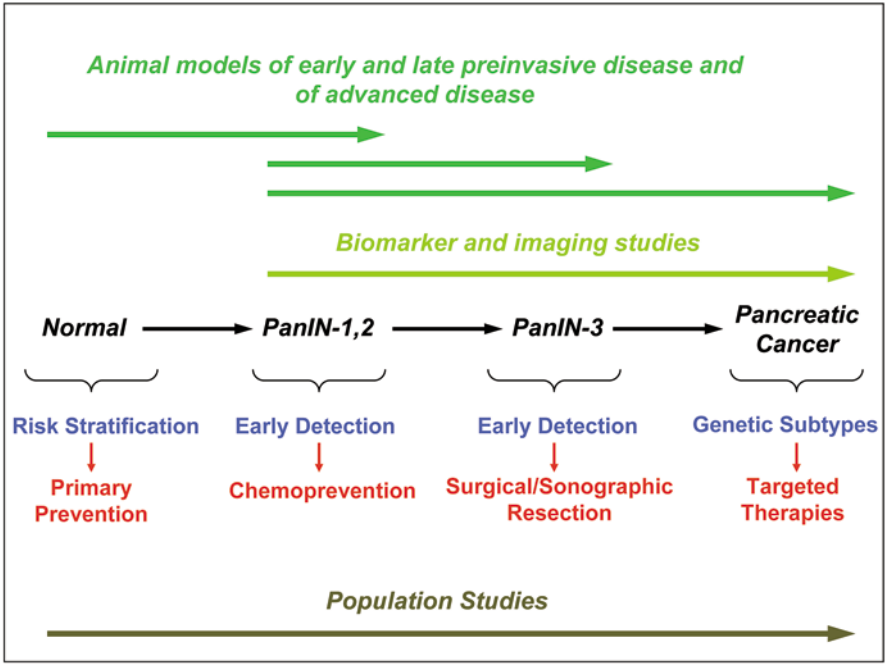 Animal models of early and late preinvasive disease and
of advanced disease
Biomarker and imaging studies
Normal
PanIN-1,2
PanIN-3
Pancreatic
Cancer
Risk Stratification
Early Detection
Early Detection
Genetic Subtypes
Primary
Prevention
Chemoprevention
Surgical/Sonographic
Resection
Targeted
Therapies
Population Studies